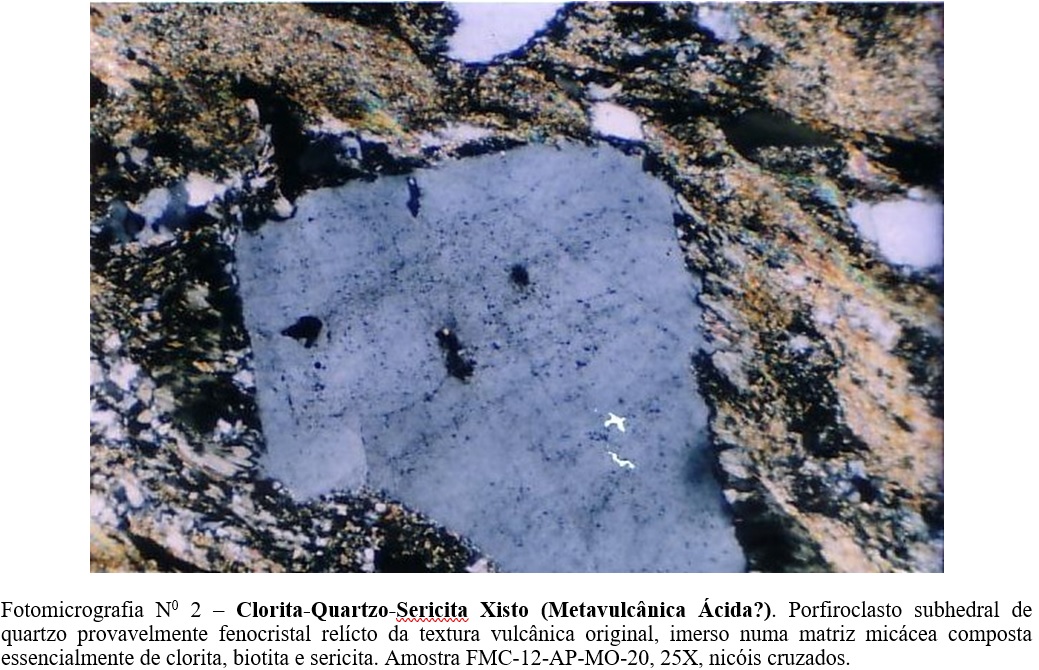 Fotomicrografia N⁰ 2 – Clorita-Quartzo-Sericita Xisto (Metavulcânica Ácida?). Porfiroclasto subhedral de
quartzo provavelmente fenocristal relícto da textura vulcânica original, imerso numa matriz micácea composta
essencialmente de clorita, biotita e sericita. Amostra FMC-12-AP-MO-20, 25X, nicóis cruzados.